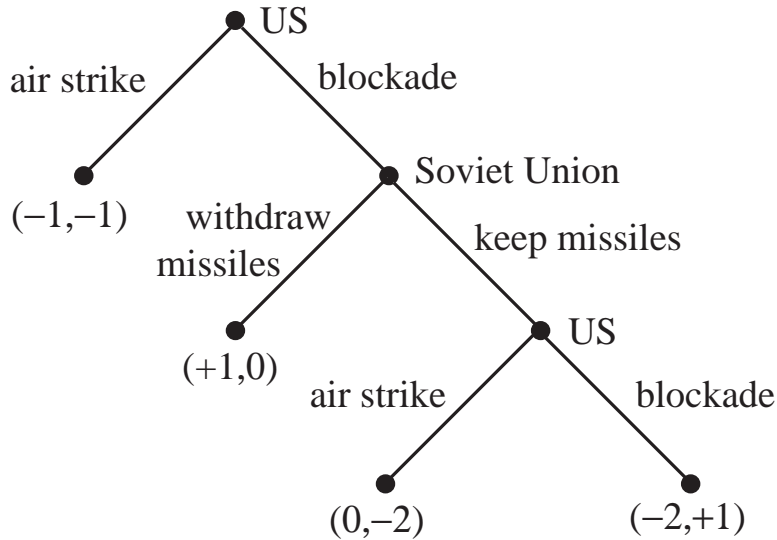 US
air strike
blockade
Soviet Union
(−1,−1)
withdraw
missiles
keep missiles
US
(+1,0)
air strike
blockade
(0,−2)
(−2,+1)